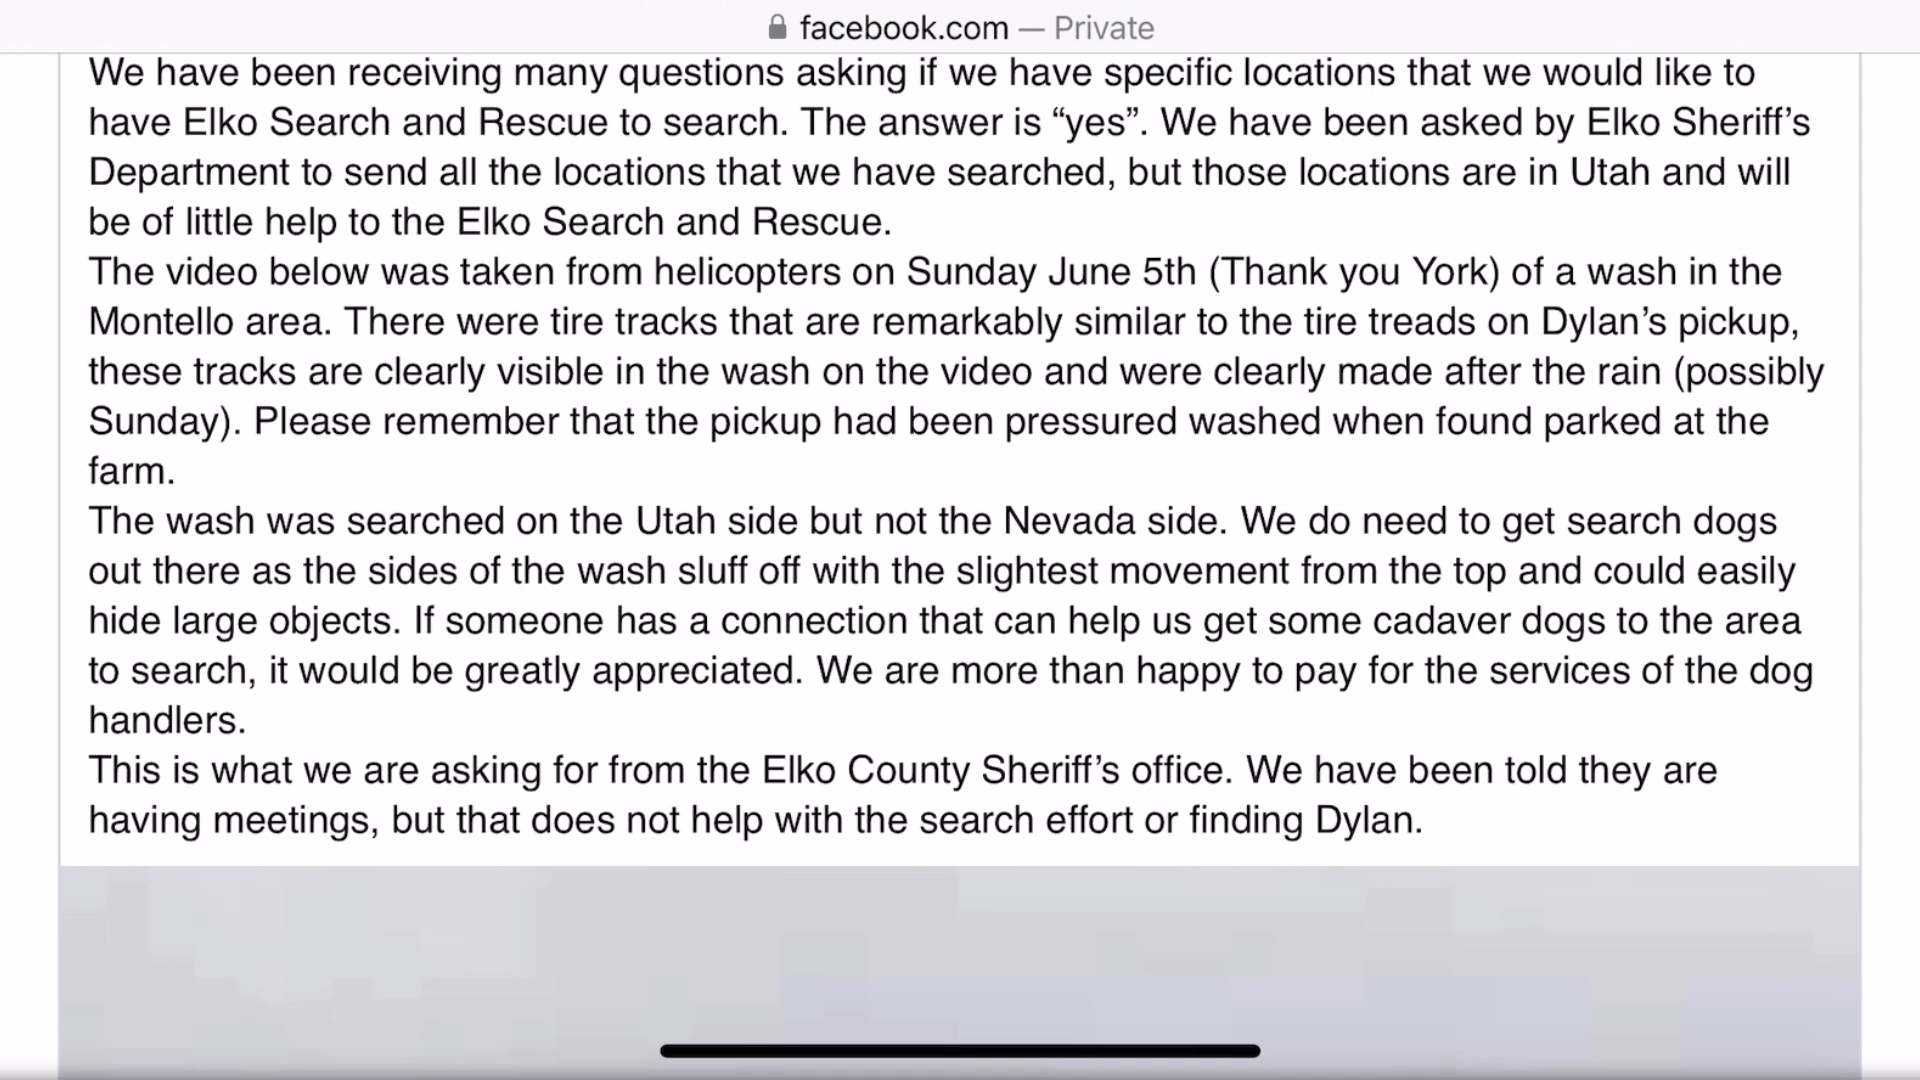 facebook.com — Private
We have been receiving many questions asking if we have specific locations that we would like to
have Elko Search and Rescue to search. The answer is “yes”. We have been asked by Elko Sheriff’s
Department to send all the locations that we have searched, but those locations are in Utah and will
be of little help to the Elko Search and Rescue.
The video below was taken from helicopters on Sunday June 5th (Thank you York) of a wash in the
Montello area. There were tire tracks that are remarkably similar to the tire treads on Dylan’s pickup,
these tracks are clearly visible in the wash on the video and were clearly made after the rain (possibly
Sunday). Please remember that the pickup had been pressured washed when found parked at the
farm.
The wash was searched on the Utah side but not the Nevada side. We do need to get search dogs
out there as the sides of the wash sluff off with the slightest movement from the top and could easily
hide large objects. If someone has a connection that can help us get some cadaver dogs to the area
to search, it would be greatly appreciated. We are more than happy to pay for the services of the dog
handlers.
This is what we are asking for from the Elko County Sheriff’s office. We have been told they are
having meetings, but that does not help with the search effort or finding Dylan.